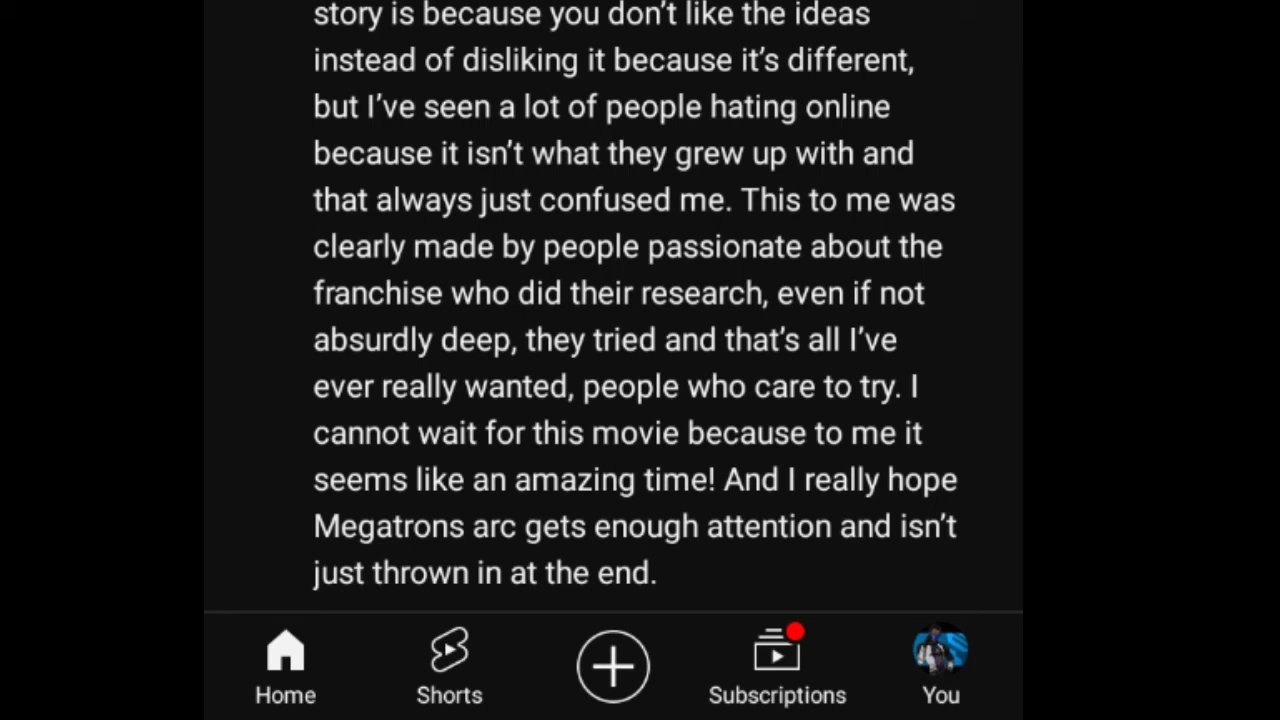 story is because you don't like the ideas
instead of disliking it because it's different,
but I've seen a lot of people hating online
because it isn't what they grew up with and
that always just confused me. This to me was
clearly made by people passionate about the
franchise who did their research, even if not
absurdly deep, they tried and that's all I've
ever really wanted, people who care to try. I
cannot wait for this movie because to me it
seems like an amazing time! And I really hope
Megatrons arc gets enough attention and isn't
just thrown in at the end.
Home Shorts Subscriptions You